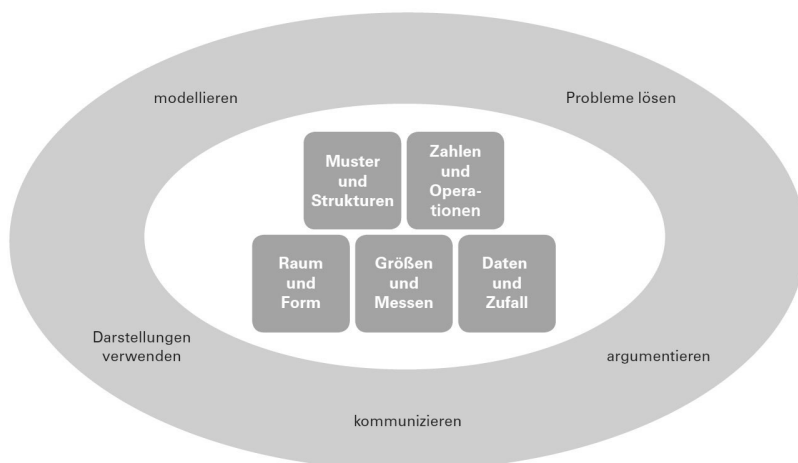 modellieren
Probleme lösen
Muster
und
Strukturen
Zahlen
und
Opera-
tionen
Raum
und
Form
Größen
und
Messen
Daten
und
Zufall
Darstellungen
verwenden
argumentieren
kommunizieren